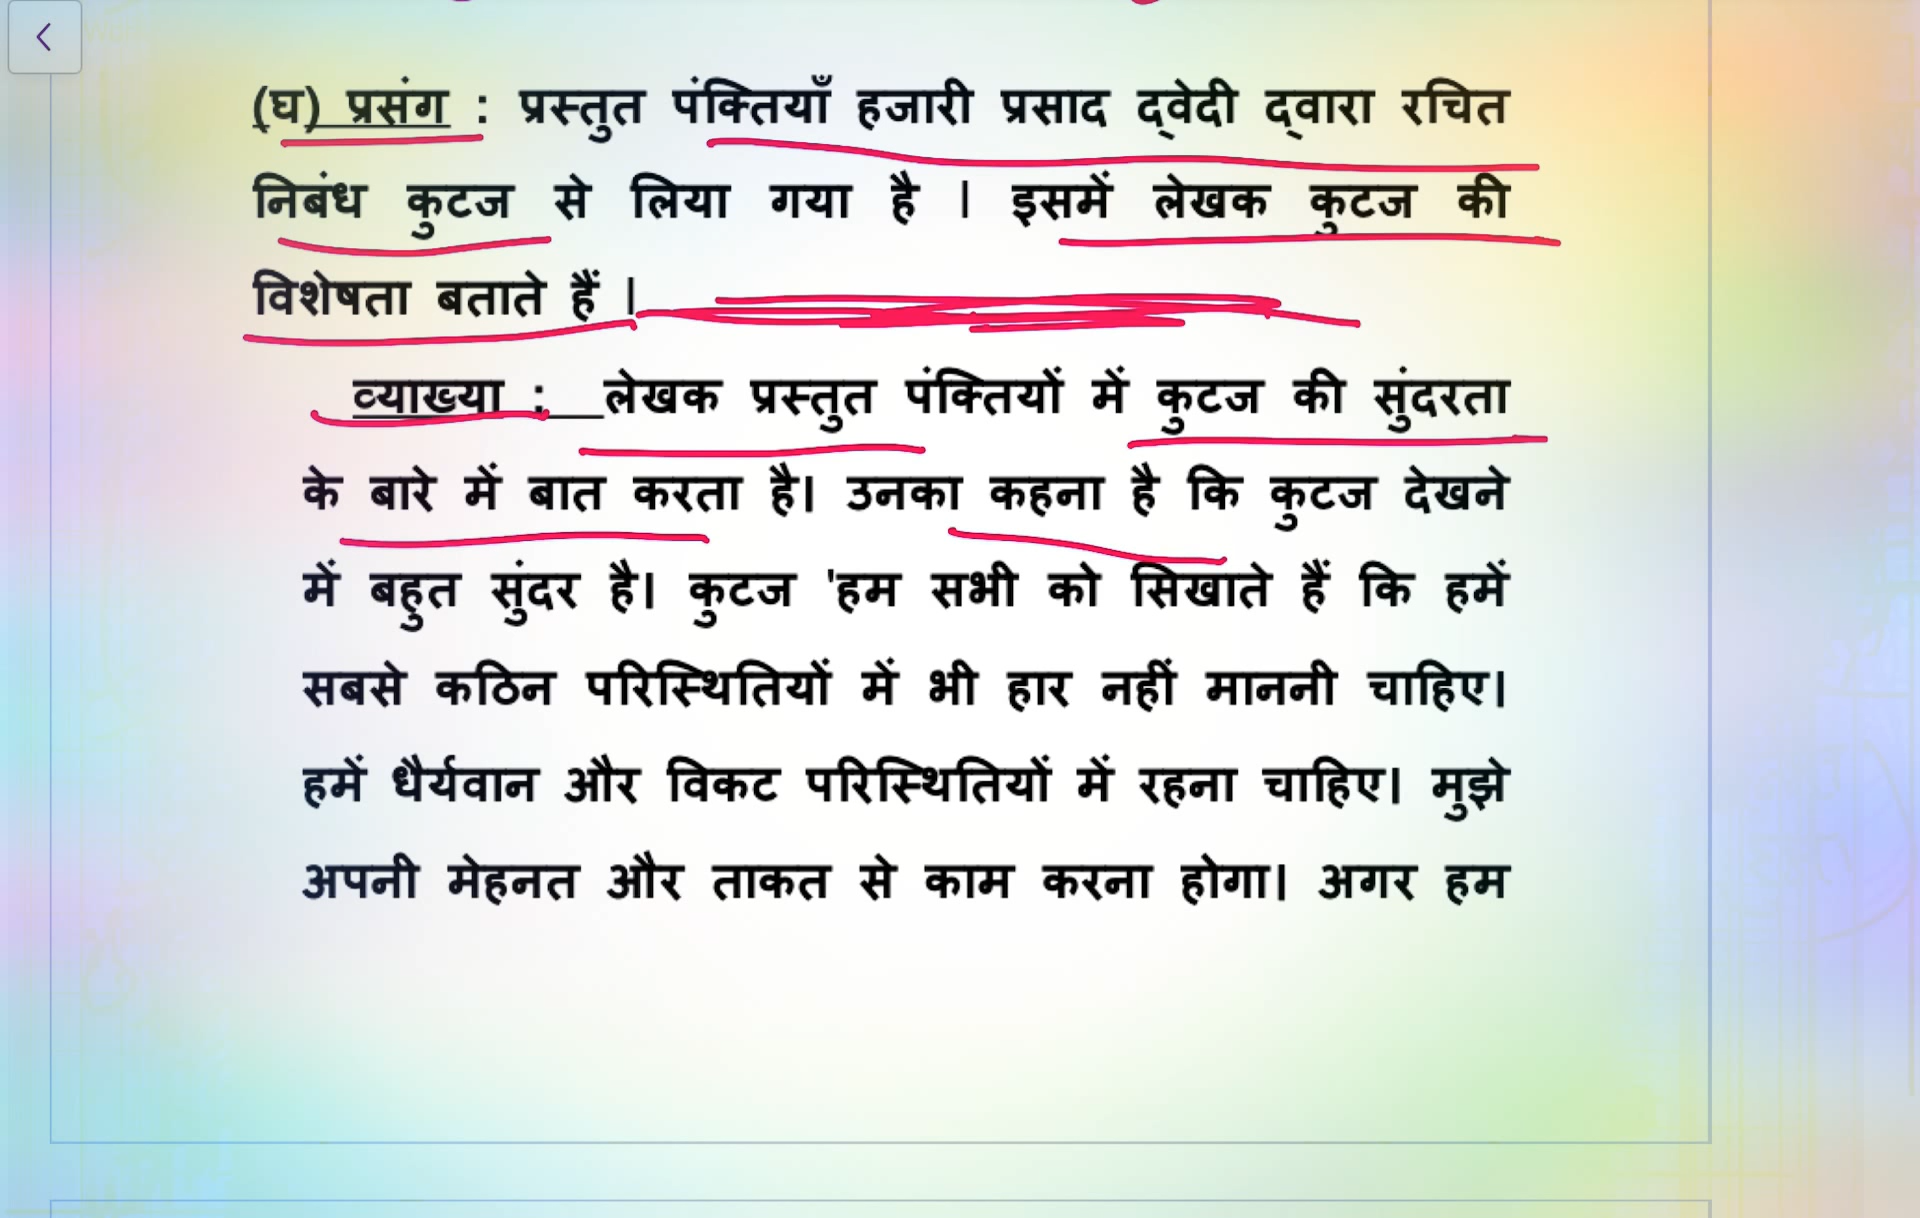 (घ) प्रसंग : प्रस्तुत पंक्तियाँ हजारी प्रसाद द्वेदी द्वारा रचित
निबंध कुटज से लिया गया है । इसमें लेखक कुटज की
विशेषता बताते हैं ।
व्याख्या : लेखक प्रस्तुत पंक्तियों में कुटज की सुंदरता
के बारे में बात करता है। उनका कहना है कि कुटज देखने
में बहुत सुंदर है। कुटज 'हम सभी को सिखाते हैं कि हमें
सबसे कठिन परिस्थितियों में भी हार नहीं माननी चाहिए।
हमें धैर्यवान और विकट परिस्थितियों में रहना चाहिए। मुझे
अपनी मेहनत और ताकत से काम करना होगा। अगर हम